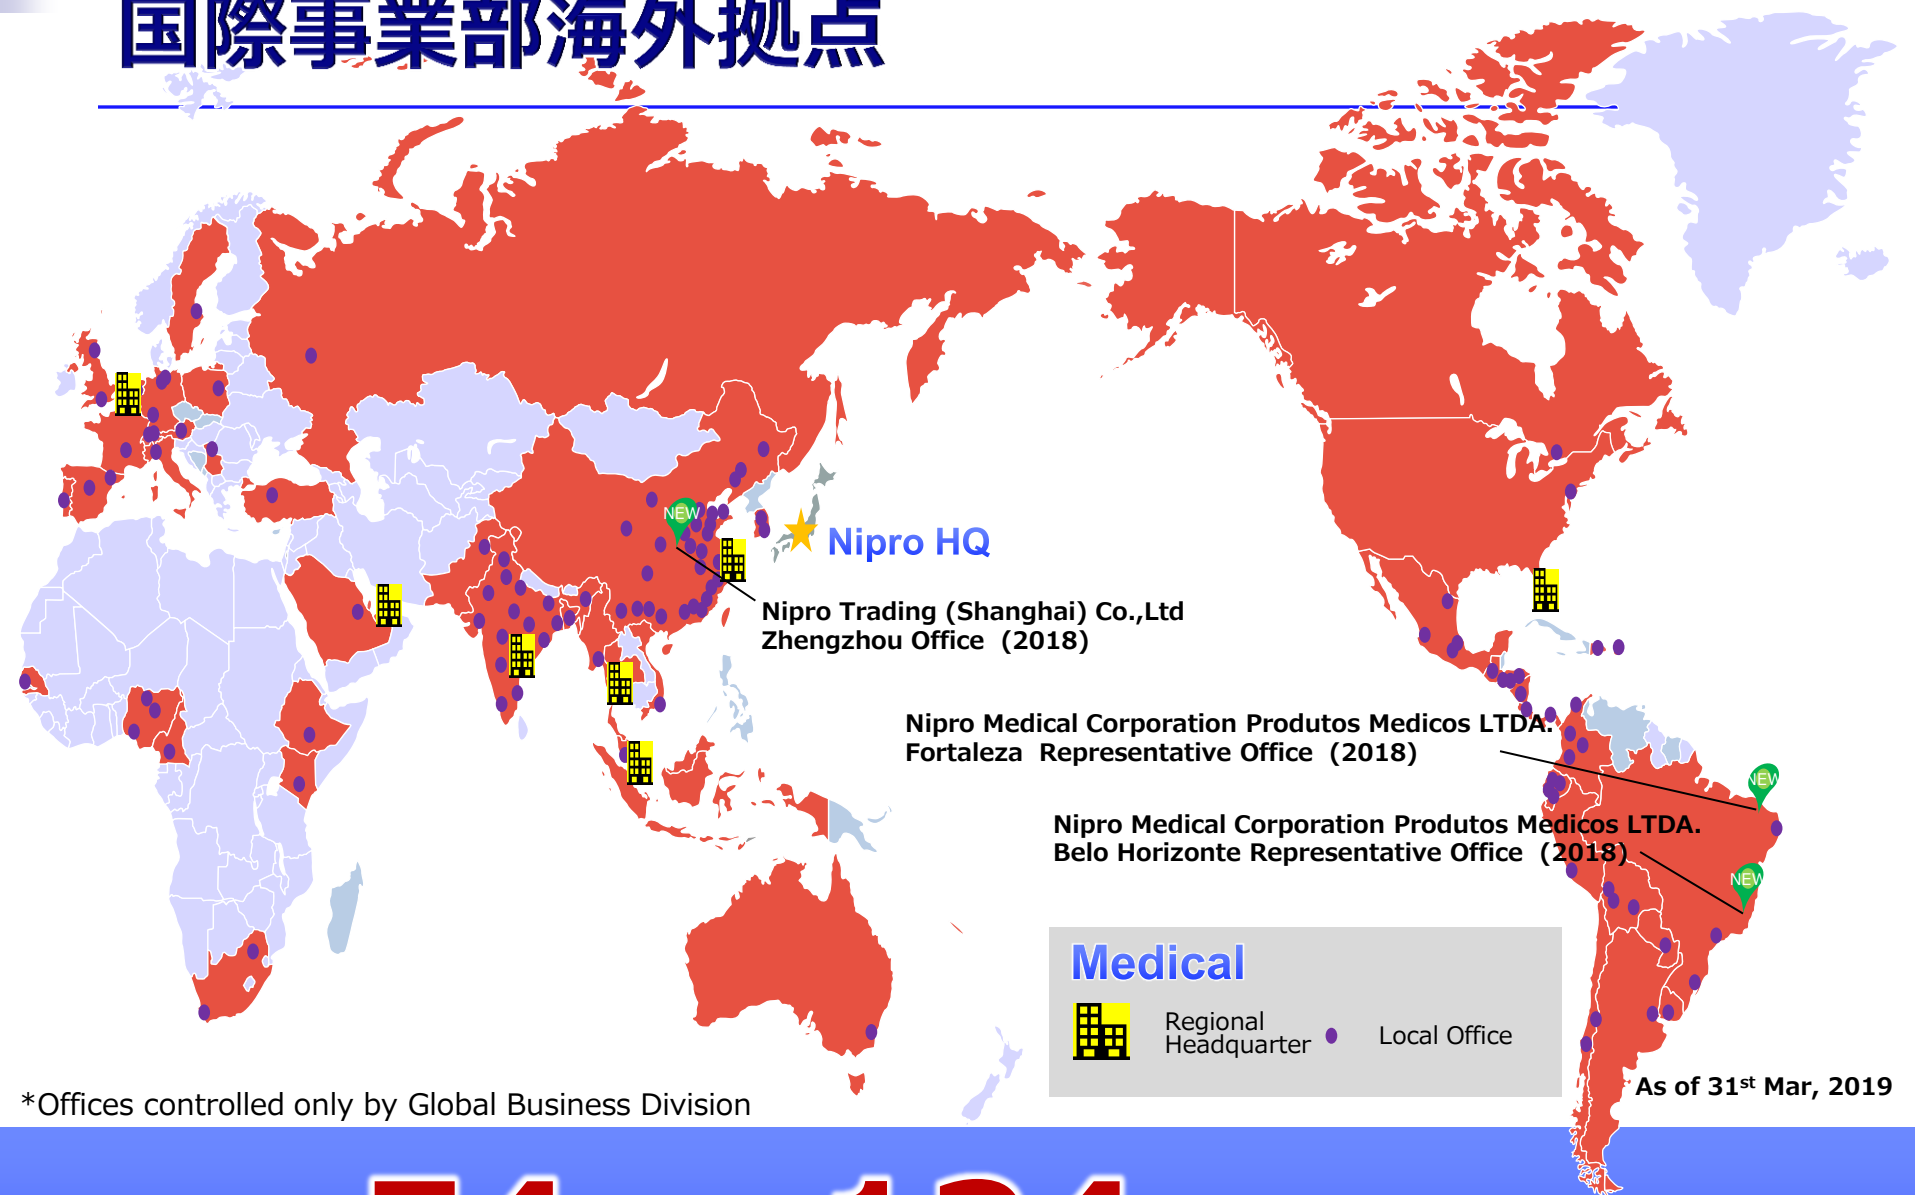 国際事業部海外拠点
NEW
Nipro HQ
Nipro Trading (Shanghai) Co.,Ltd
Zhengzhou Office (2018)
Nipro Medical Corporation Produtos Medicos LTDA.
Fortaleza Representative Office (2018)
NEW
Nipro Medical Corporation Produtos Medicos LTDA.
Belo Horizonte Representative Office (2018)
NEW
Medical
Regional
Headquarter
Local Office
As of 31st Mar, 2019
*Offices controlled only by Global Business Division